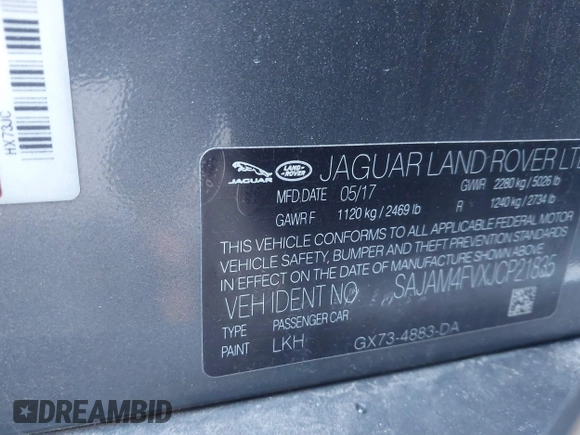 HX73JC
JAGUAR LAND-ROVER JAGUAR LAND ROVER LTD
MFD.DATE 05/17 GVWR 2280 kg / 5026 lb
GAWR F 1120 kg / 2469 lb R 1240 kg / 2734 lb
THIS VEHICLE CONFORMS TO ALL APPLICABLE FEDERAL MOTOR
VEHICLE SAFETY, BUMPER AND THEFT PREVENTION STANDARDS
IN EFFECT ON THE DATE OF MANUFACTURE SHOWN ABOVE.
VEH IDENT NO SAJAM4FVXJCP21835
TYPE PASSENGER CAR
PAINT LKH GX73-4883-DA
DREAMBID